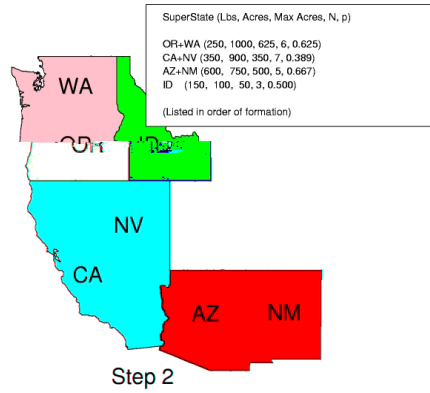 SuperState (Lbs, Acres, Max Acres, N, p)
OR+WA (250, 1000, 625, 6, 0.625)
CA+NV (350, 900, 350, 7, 0.389)
AZ+NM (600, 750, 500, 5, 0.667)
ID (150, 100, 50, 3, 0.500)
(Listed in order of formation)
WA
OR
NV
CA
AZ NM
Step 2